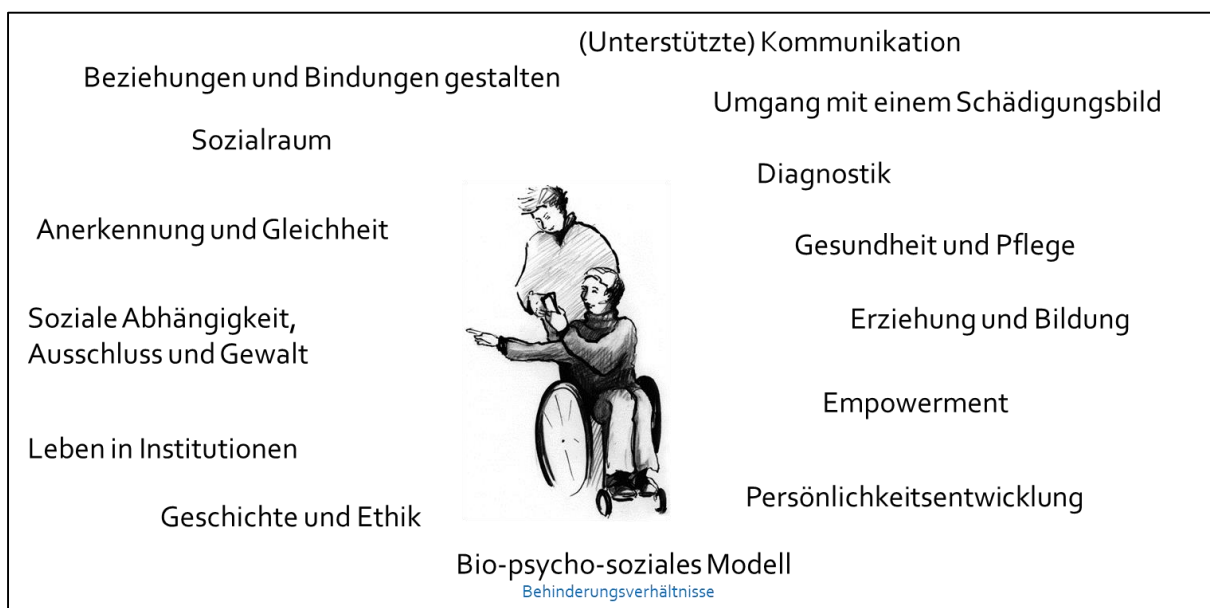 (Unterstützte) Kommunikation
Beziehungen und Bindungen gestalten
Umgang mit einem Schädigungsbild
Sozialraum
Diagnostik
Anerkennung und Gleichheit
Gesundheit und Pflege
Soziale Abhängigkeit,
Ausschluss und Gewalt
Erziehung und Bildung
Empowerment
Leben in Institutionen
Persönlichkeitsentwicklung
Geschichte und Ethik
Bio-psycho-soziales Modell
Behinderungsverhältnisse